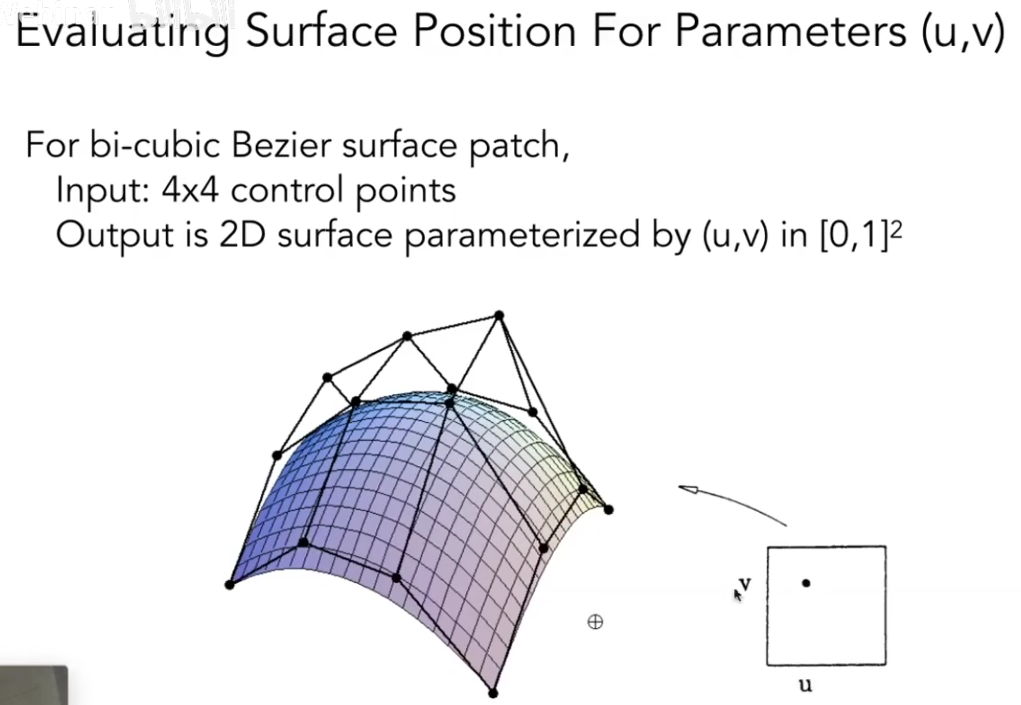 Evaluating Surface Position For Parameters (u,v)
For bi-cubic Bezier surface patch,
Input: 4x4 control points
Output is 2D surface parameterized by (u,v) in [0,1]²
v
u